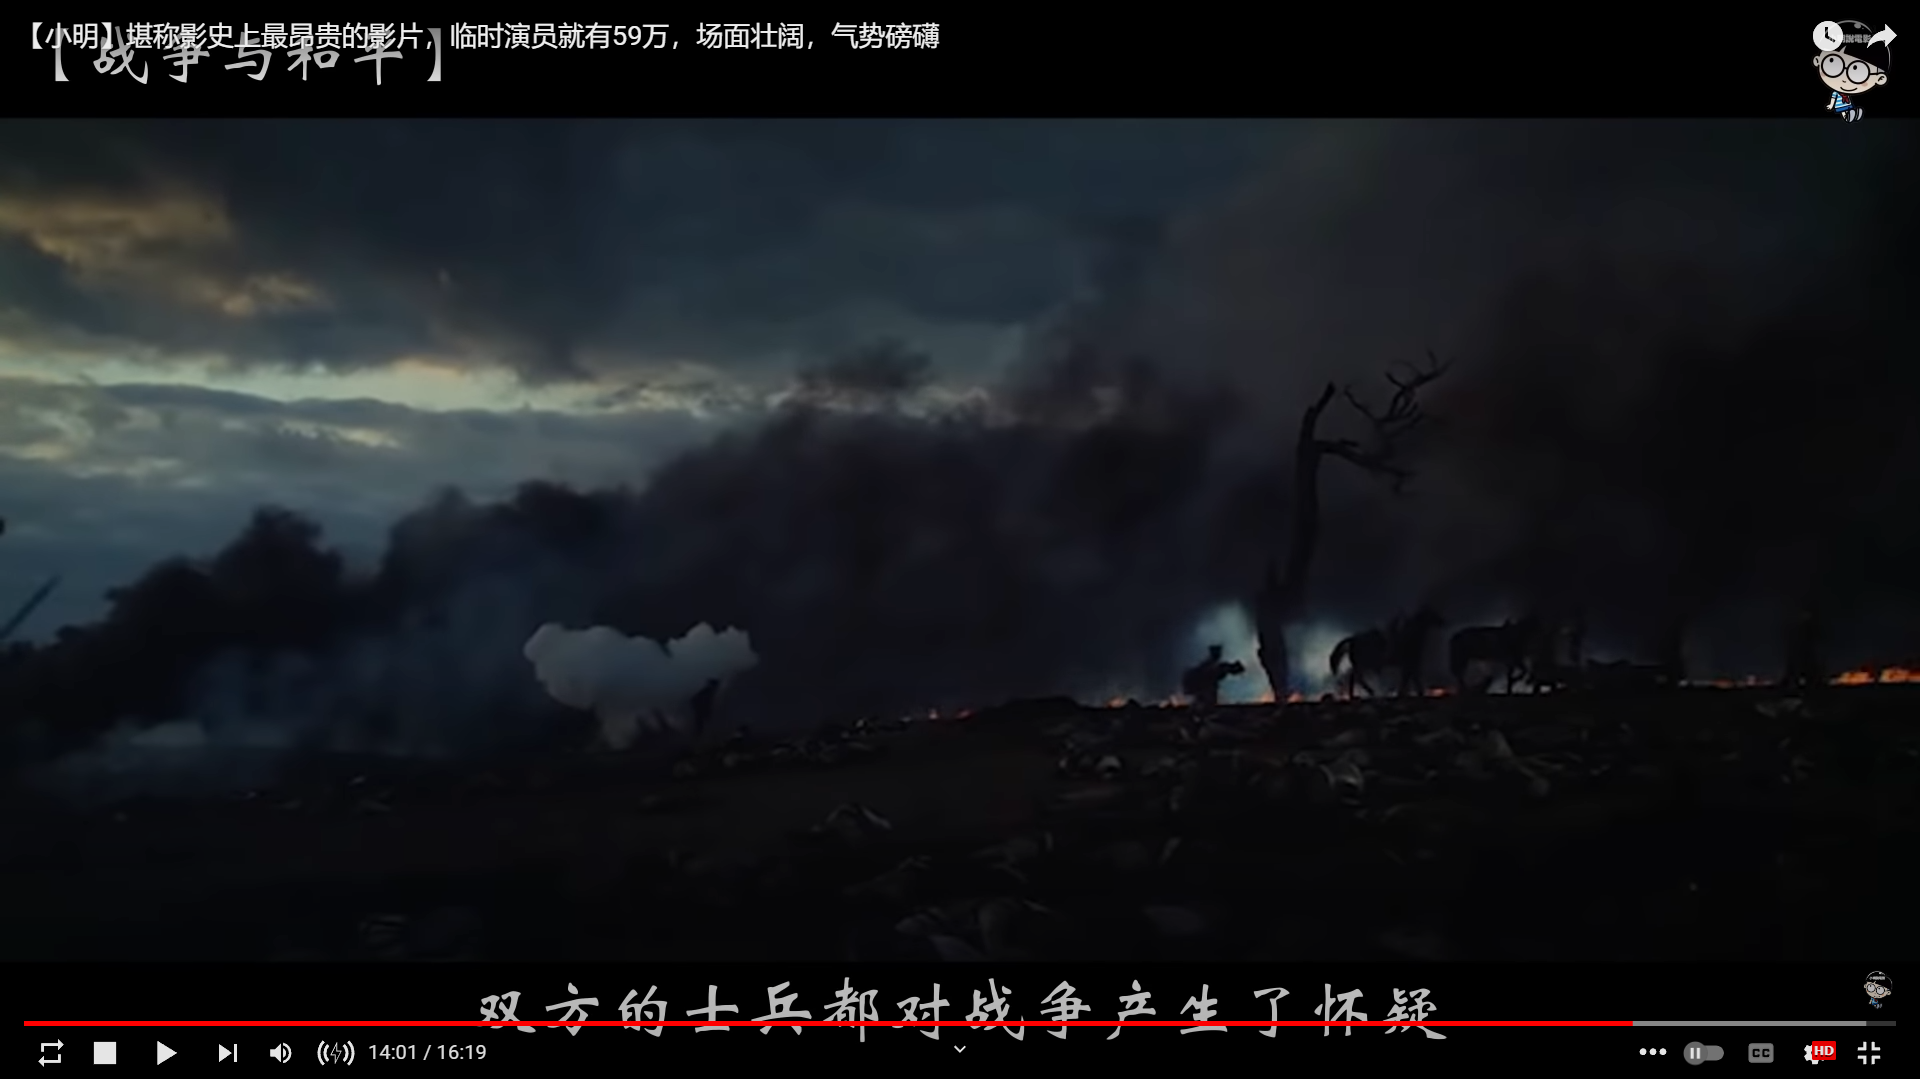 【小明】堪称影史上最昂贵的影片，临时演员就有59万，场面壮阔，气势磅礴
【战争与和平】
双方的士兵都对战争产生了怀疑
14:01 / 16:19
CC
HD